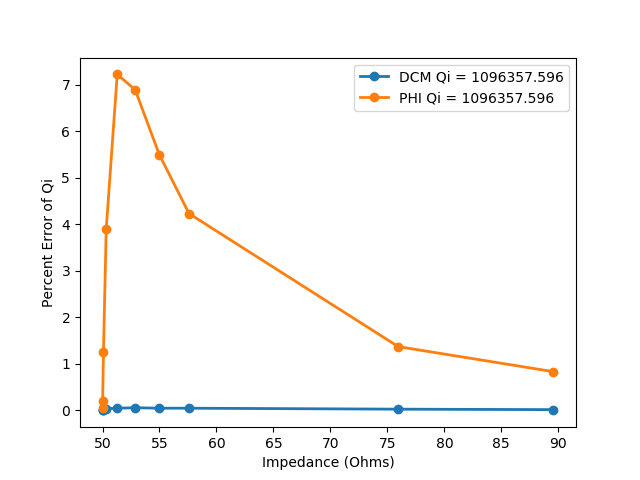 DCM Qi = 1096357.596
PHI Qi = 1096357.596
Percent Error of Qi
7
6
5
4
3
2
1
0
50 55 60 65 70 75 80 85 90
Impedance (Ohms)